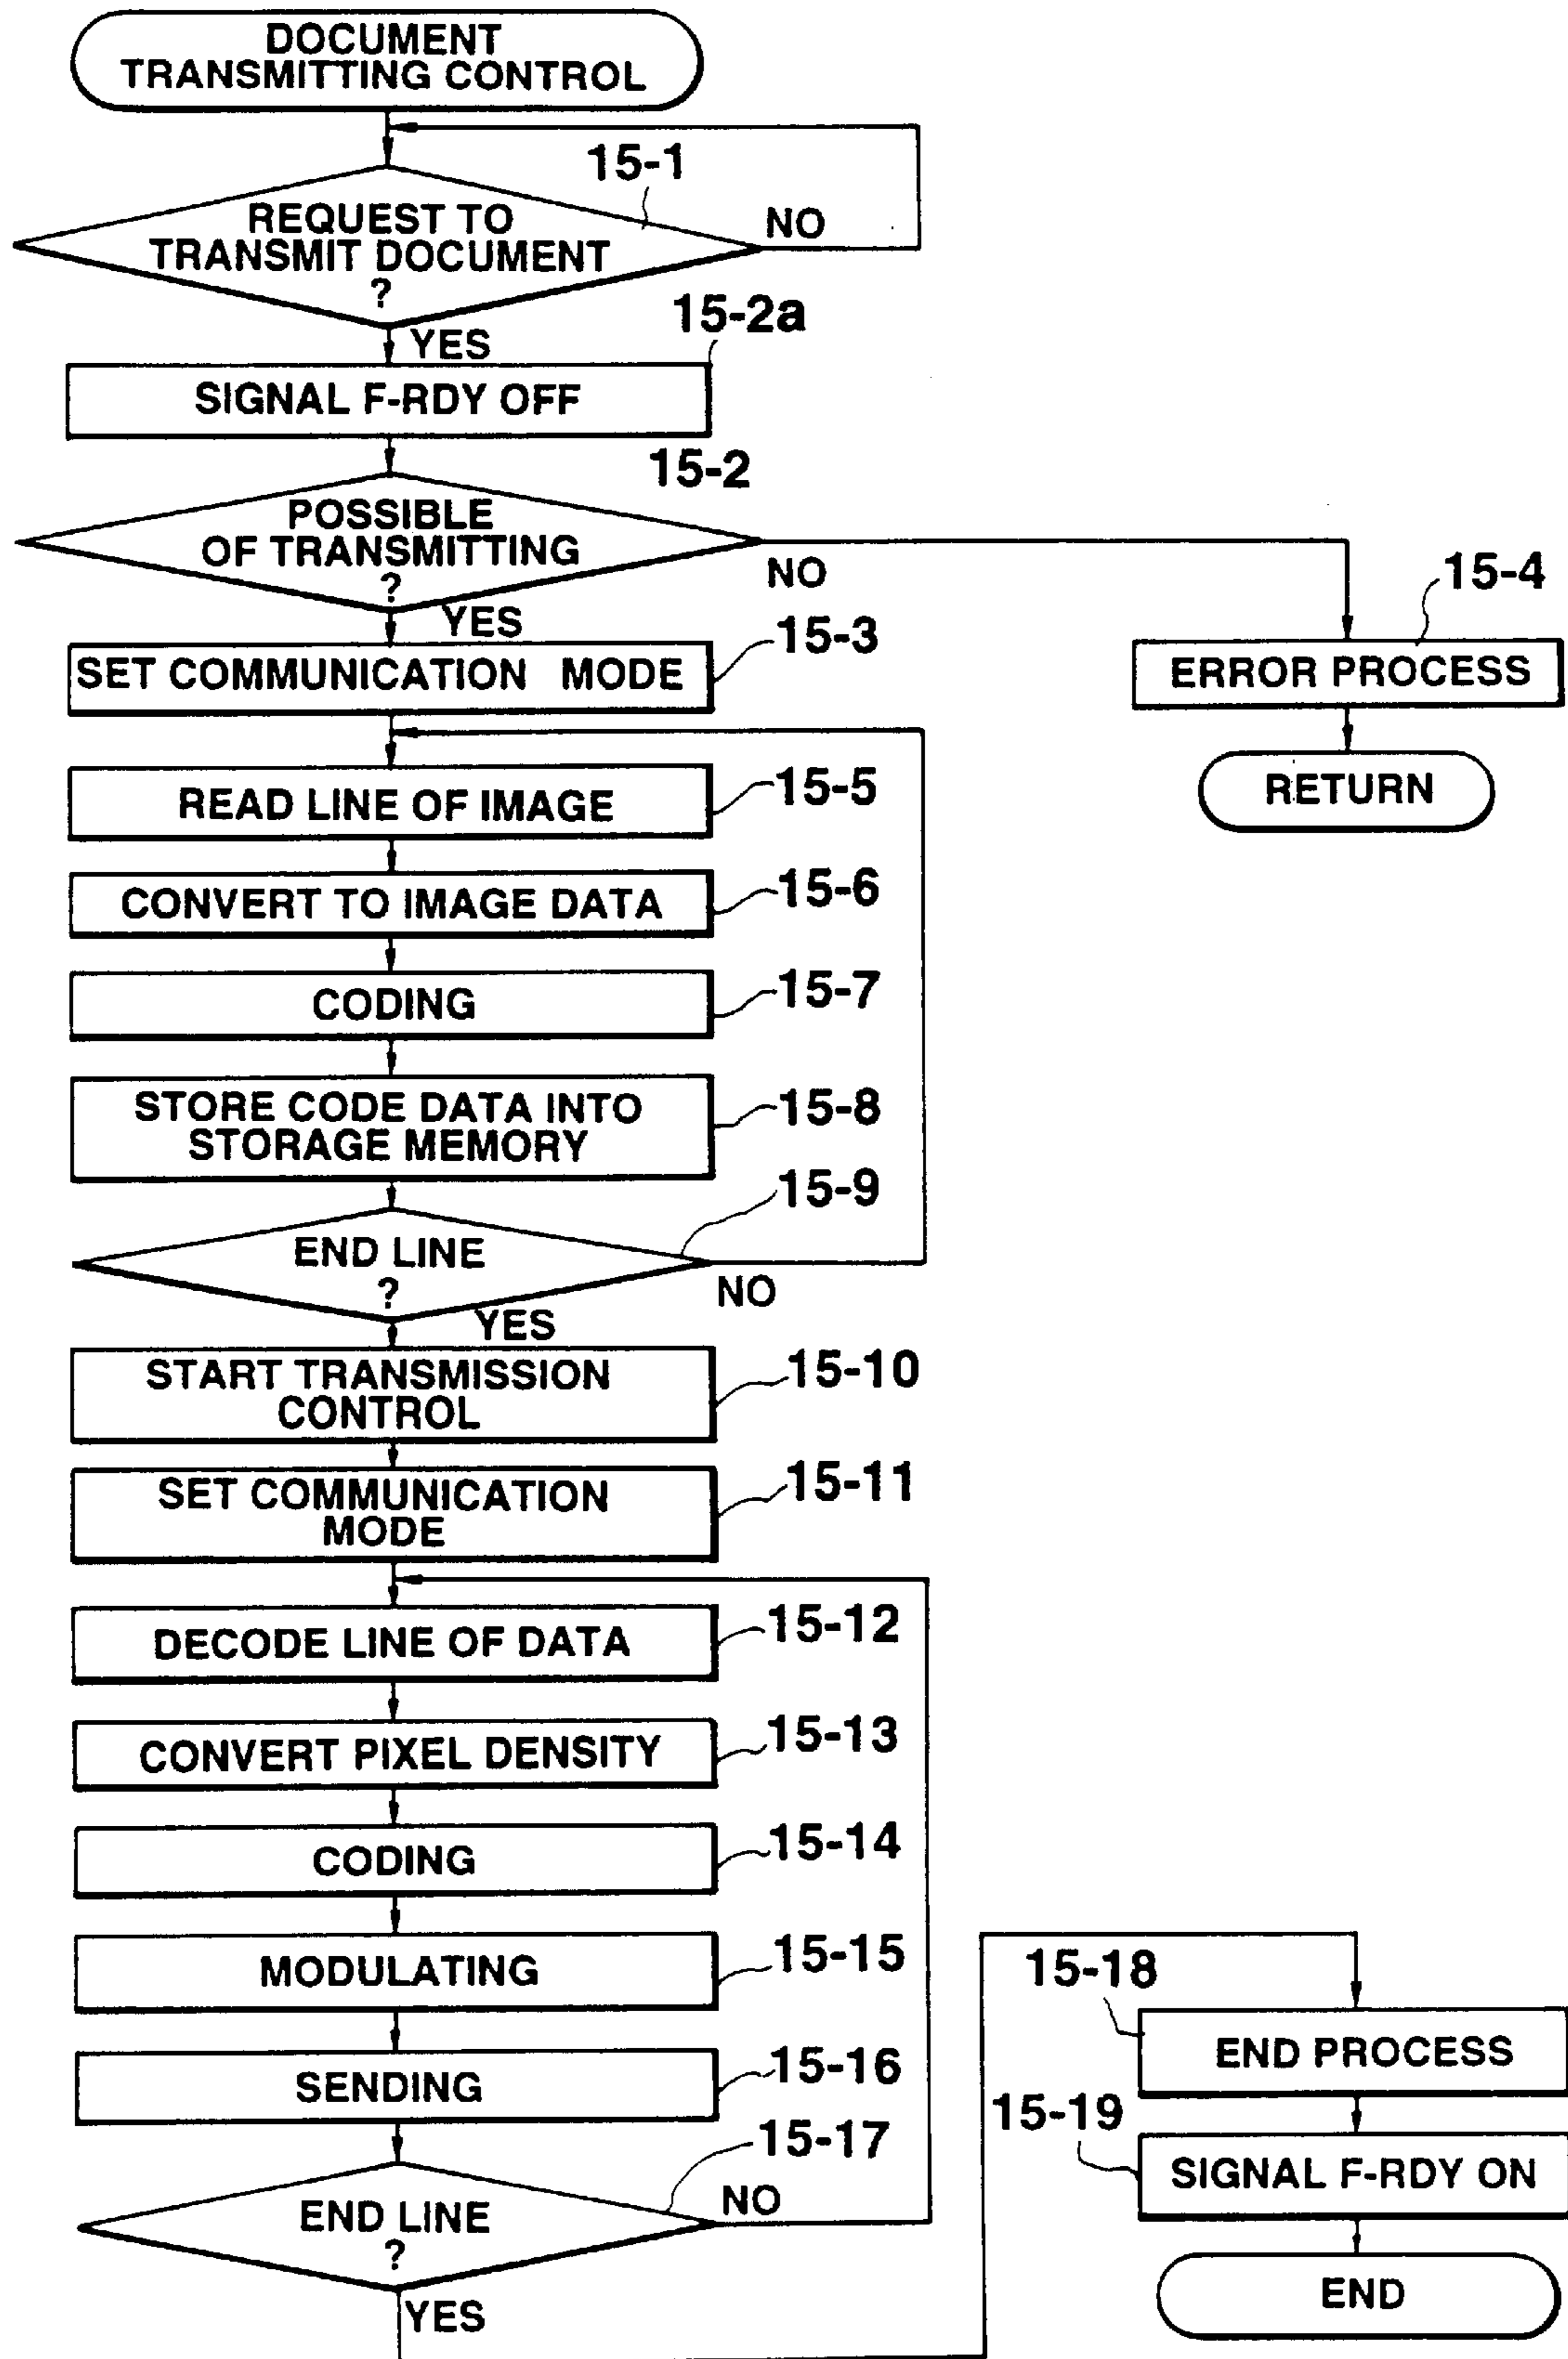 DOCUMENT
TRANSMITTING CONTROL
15-1
REQUEST TO
TRANSMIT DOCUMENT
?
NO
YES
15-2a
SIGNAL F-RDY OFF
15-2
POSSIBLE
OF TRANSMITTING
?
NO
YES
15-3
SET COMMUNICATION MODE
15-4
ERROR PROCESS
RETURN
15-5
READ LINE OF IMAGE
15-6
CONVERT TO IMAGE DATA
15-7
CODING
15-8
STORE CODE DATA INTO
STORAGE MEMORY
15-9
END LINE
?
NO
YES
15-10
START TRANSMISSION
CONTROL
15-11
SET COMMUNICATION
MODE
15-12
DECODE LINE OF DATA
15-13
CONVERT PIXEL DENSITY
15-14
CODING
15-15
MODULATING
15-16
SENDING
15-17
END LINE
?
NO
YES
15-18
END PROCESS
15-19
SIGNAL F-RDY ON
END